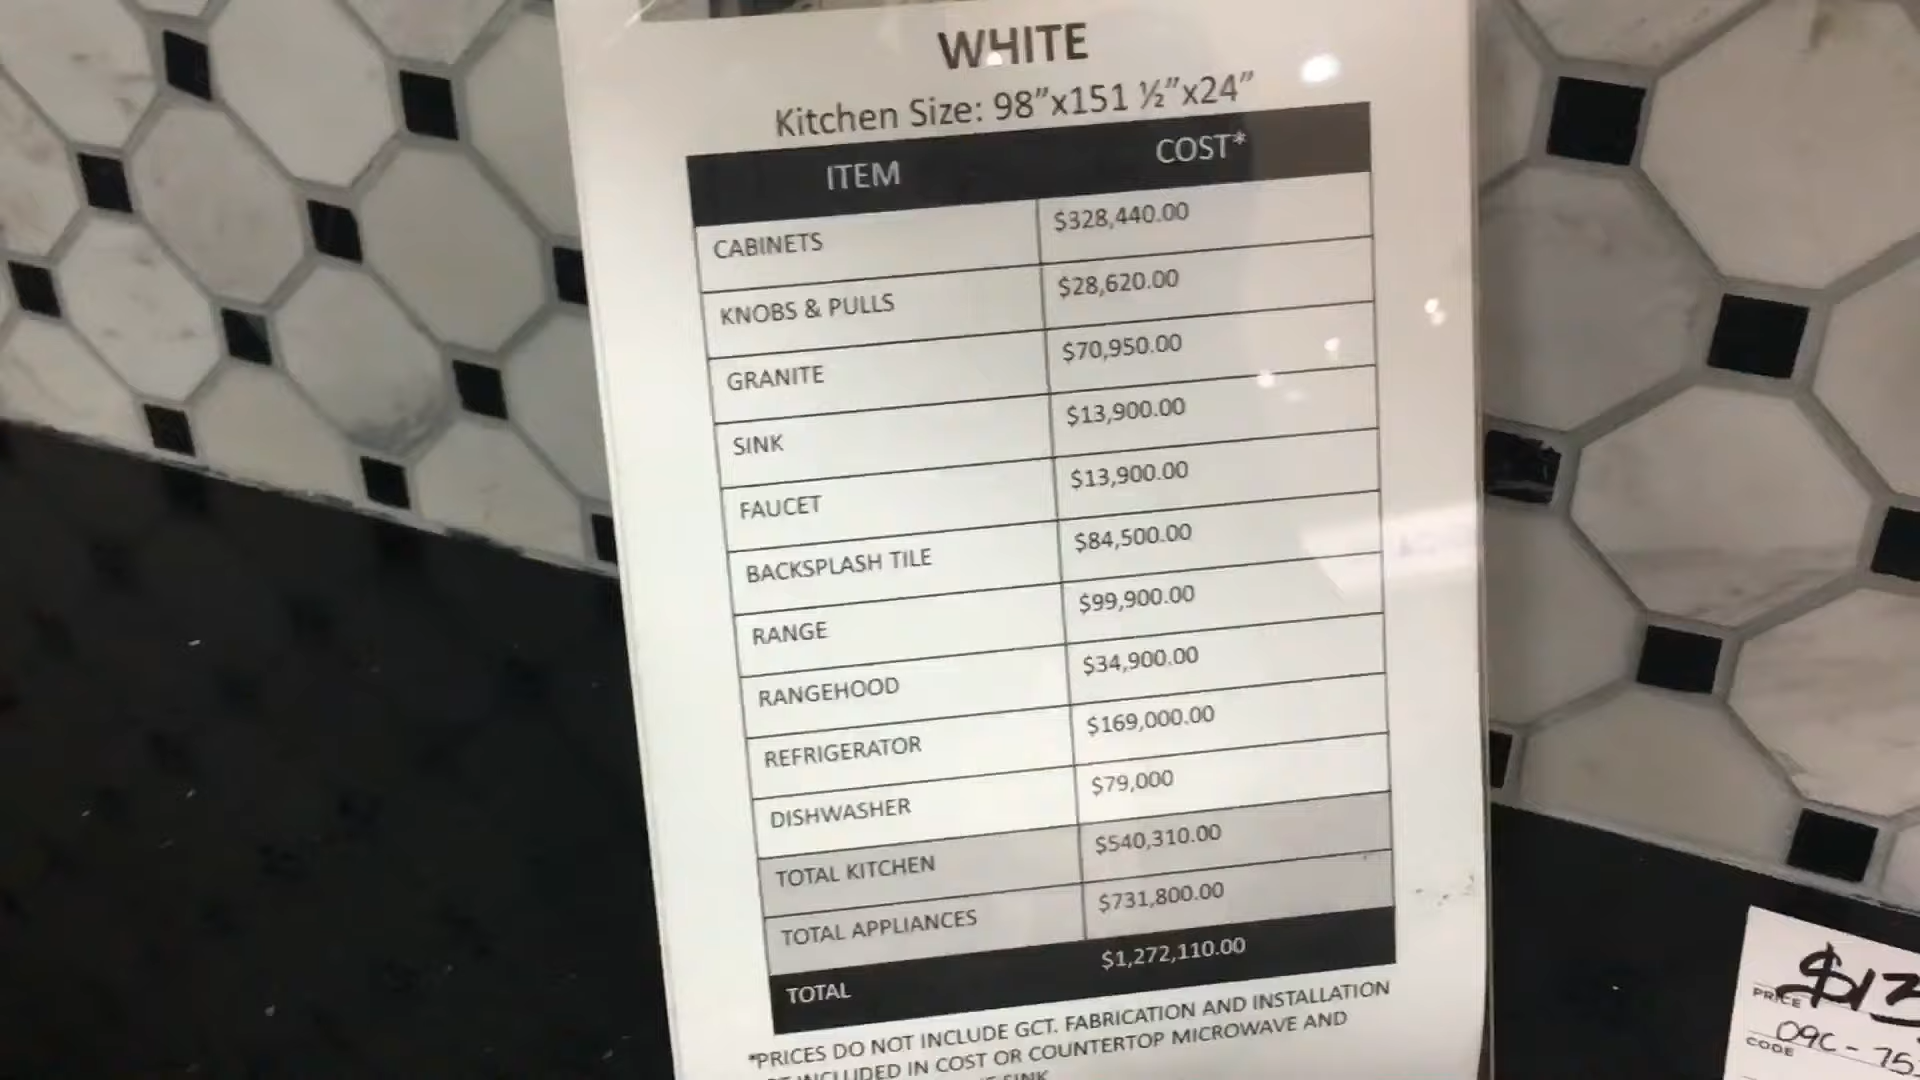 WHITE
Kitchen Size: 98”x151 ½”x24”
ITEM COST*
CABINETS $328,440.00
KNOBS & PULLS $28,620.00
GRANITE $70,950.00
SINK $13,900.00
FAUCET $13,900.00
BACKSPLASH TILE $84,500.00
RANGE $99,900.00
RANGEHOOD $34,900.00
REFRIGERATOR $169,000.00
DISHWASHER $79,000
TOTAL KITCHEN $540,310.00
TOTAL APPLIANCES $731,800.00
TOTAL $1,272,110.00
*PRICES DO NOT INCLUDE GCT. FABRICATION AND INSTALLATION
INCLUDED IN COST OR COUNTERTOP MICROWAVE AND
SINK
PRICE $13
CODE 09C-75